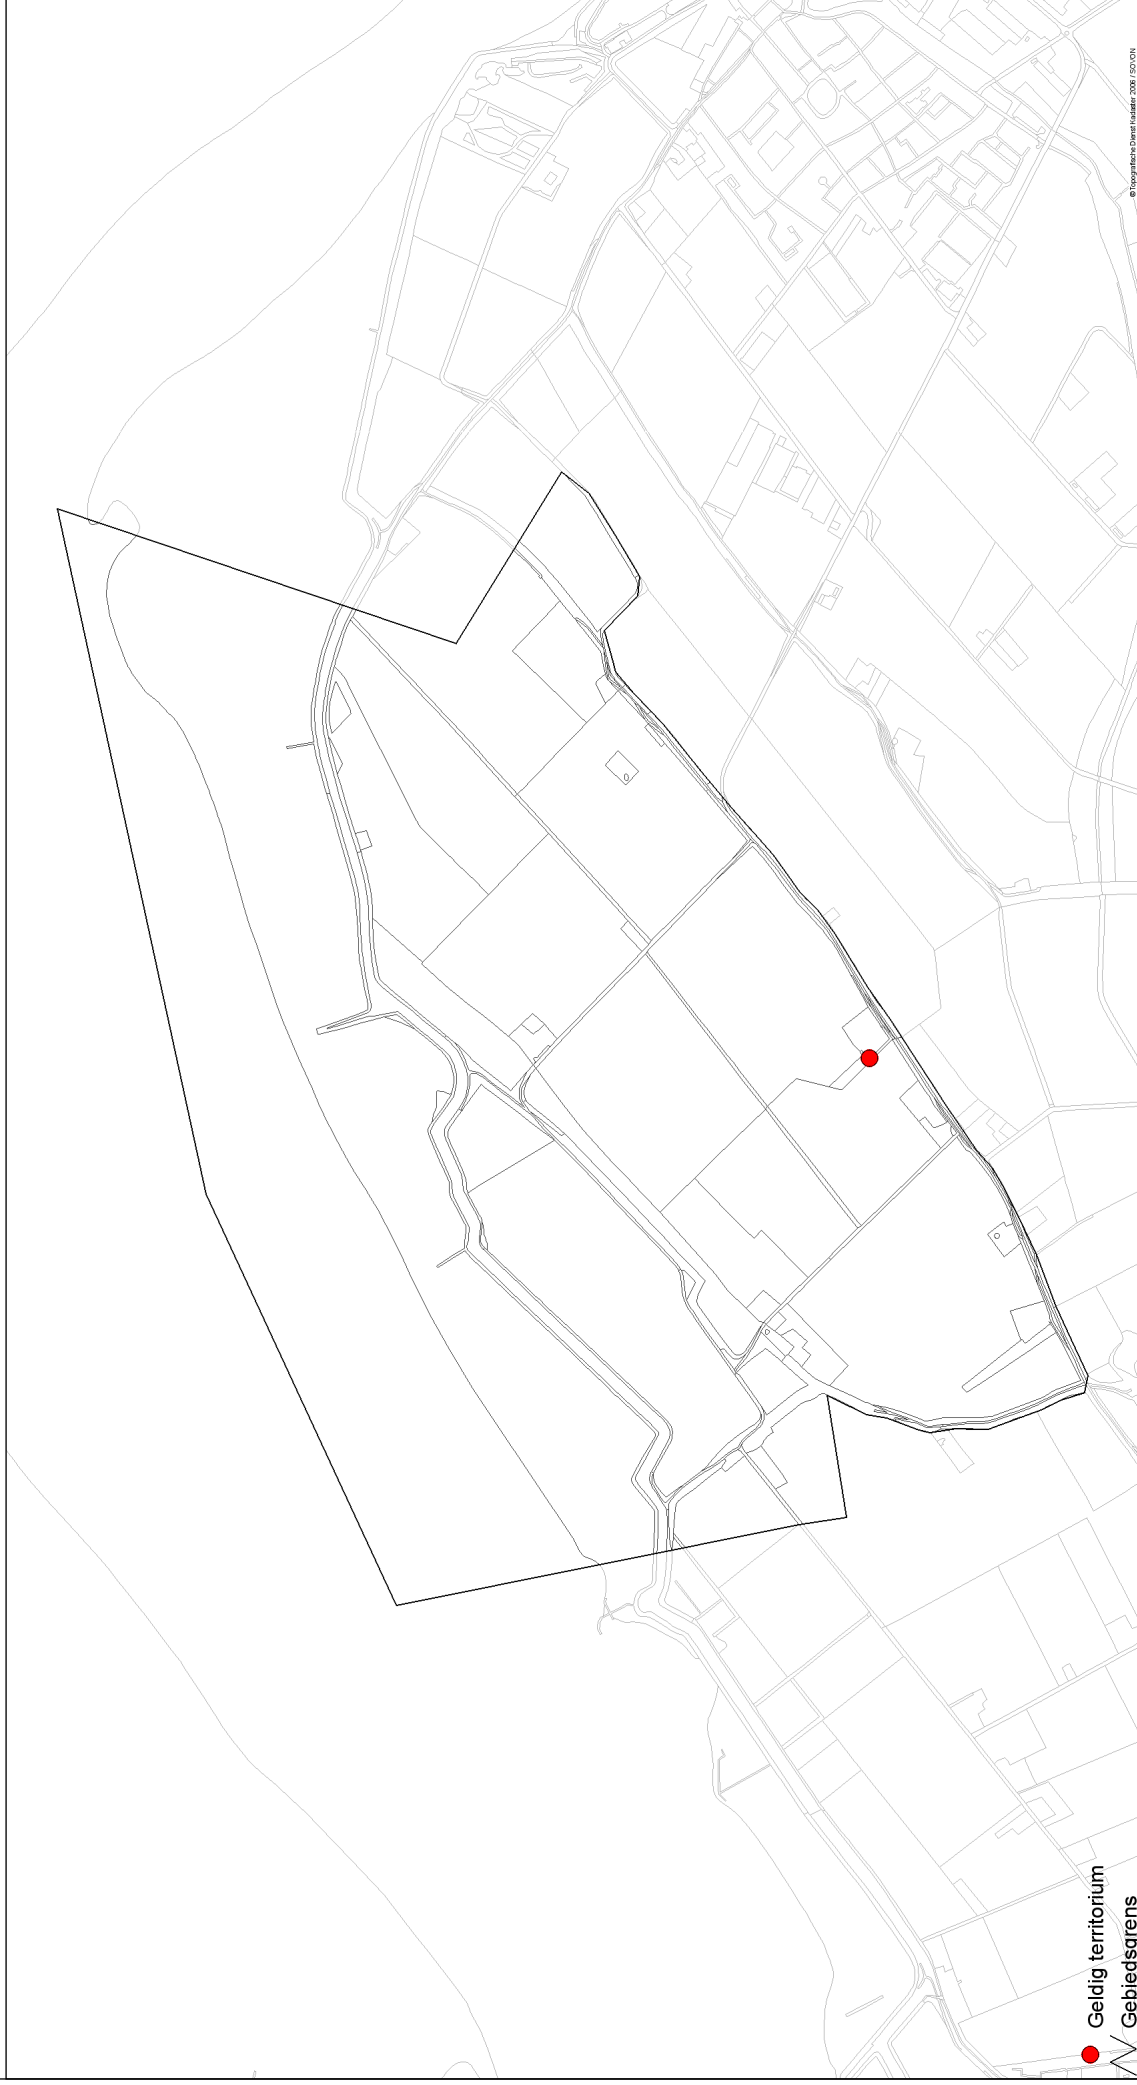 © Topografische Dienst Kadaster 2006 / SOVON
Geldig territorium
Gebiedsgrens